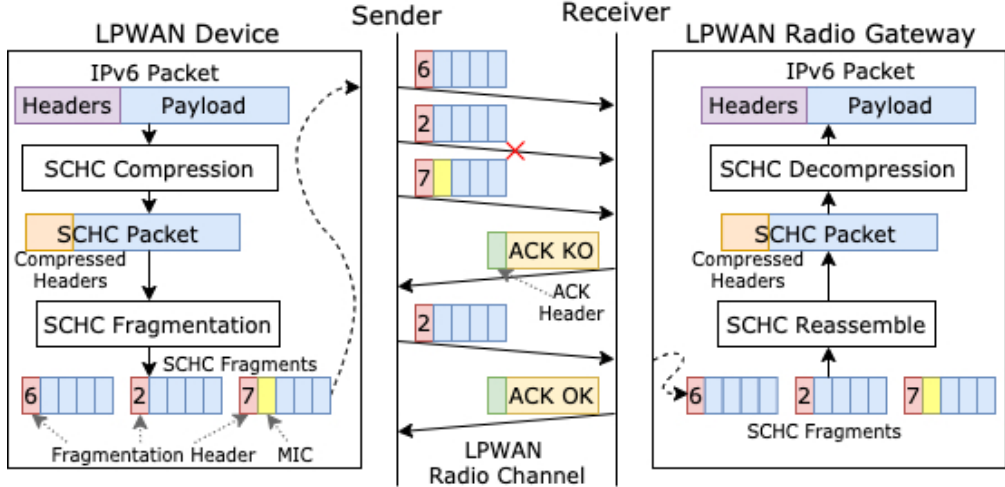 Sender
Receiver
LPWAN Device
IPv6 Packet
Headers
Payload
SCHC Compression
SCHC Packet
Compressed
Headers
SCHC Fragmentation
SCHC Fragments
6
2
7
Fragmentation Header
MIC
6
2
7
ACK KO
ACK
Header
2
ACK OK
LPWAN
Radio Channel
LPWAN Radio Gateway
IPv6 Packet
Headers
Payload
SCHC Decompression
SCHC Packet
Compressed
Headers
SCHC Reassemble
6
2
7
SCHC Fragments